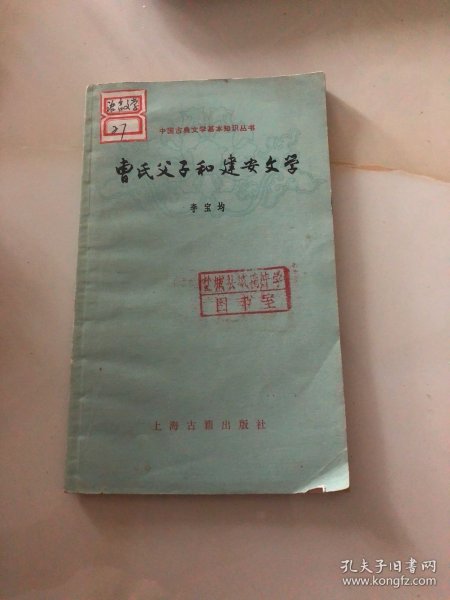 27
中国古典文学基本知识丛书
曹氏父子和建安文学
李宝均
图书室
上海古籍出版社
孔夫子旧书网
www.kongfz.com